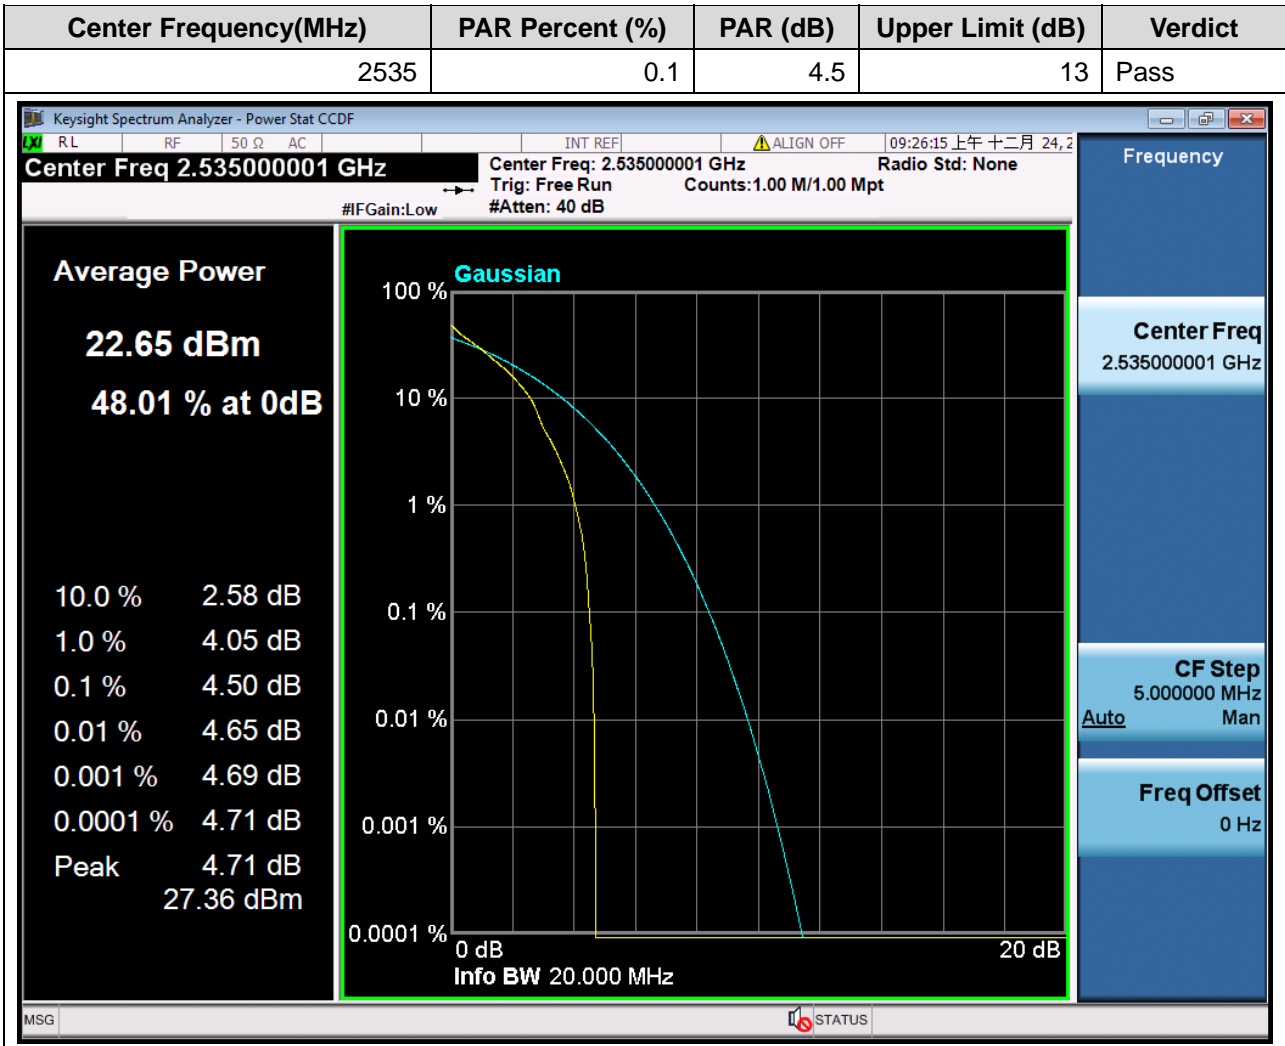 Center Frequency(MHz) PAR Percent (%) PAR (dB) Upper Limit (dB) Verdict
2535 0.1 4.5 13 Pass
Keysight Spectrum Analyzer - Power Stat CCDF
LXI RL RF 50 Ω AC INT REF ALIGN OFF 09:26:15 上午 十二月 24, 2
Center Freq 2.535000001 GHz
Center Freq: 2.535000001 GHz Radio Std: None
Trig: Free Run Counts:1.00 M/1.00 Mpt
#IFGain:Low #Atten: 40 dB
Frequency
Average Power
22.65 dBm
48.01 % at 0dB
10.0 % 2.58 dB
1.0 % 4.05 dB
0.1 % 4.50 dB
0.01 % 4.65 dB
0.001 % 4.69 dB
0.0001 % 4.71 dB
Peak 4.71 dB
27.36 dBm
Gaussian
100 %
10 %
1 %
0.1 %
0.01 %
0.001 %
0.0001 %
0 dB 20 dB
Info BW 20.000 MHz
Center Freq
2.535000001 GHz
CF Step
5.000000 MHz
Auto Man
Freq Offset
0 Hz
MSG STATUS